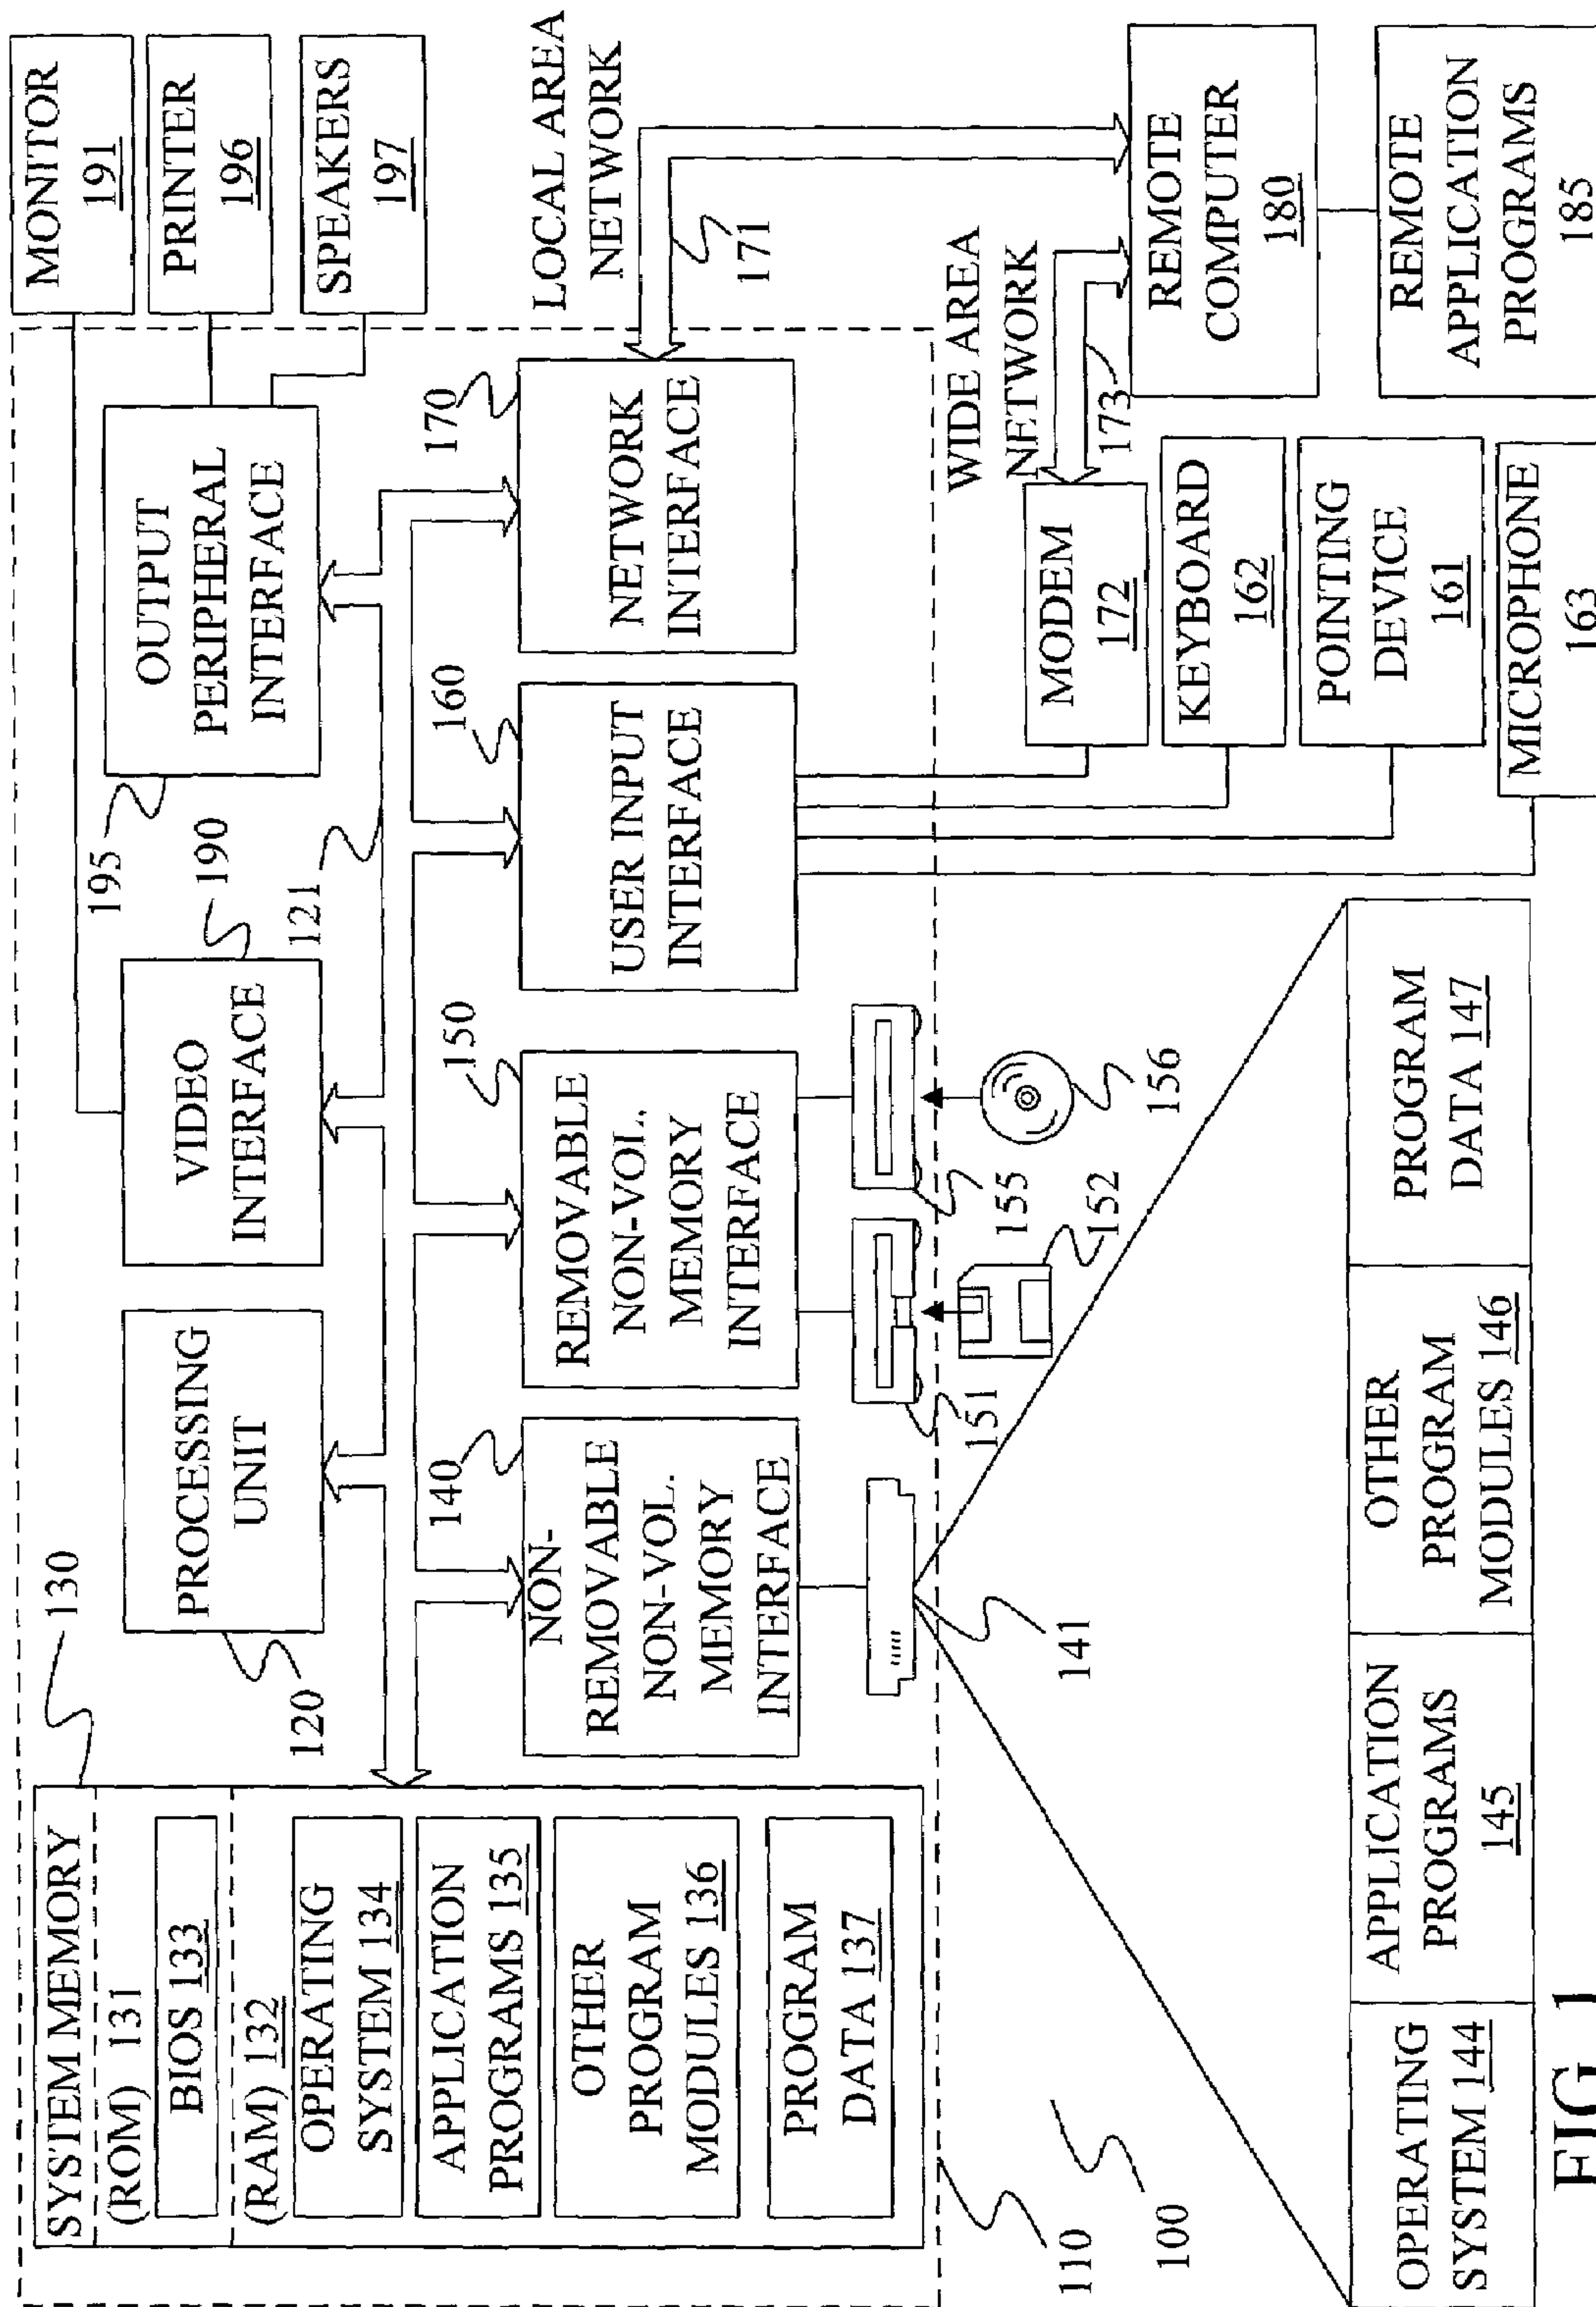 SYSTEM MEMORY
(ROM) 131
BIOS 133
(RAM) 132
OPERATING
SYSTEM 134
APPLICATION
PROGRAMS 135
OTHER
PROGRAM
MODULES 136
PROGRAM
DATA 137
130
PROCESSING
UNIT
120
VIDEO
INTERFACE
190
121
OUTPUT
PERIPHERAL
INTERFACE
195
MONITOR
191
PRINTER
196
SPEAKERS
197
NON-
REMOVABLE
NON-VOL.
MEMORY
INTERFACE
140
REMOVABLE
NON-VOL.
MEMORY
INTERFACE
150
USER INPUT
INTERFACE
160
NETWORK
INTERFACE
170
LOCAL AREA
NETWORK
171
141
151
152
155
156
WIDE AREA
NETWORK
173
MODEM
172
KEYBOARD
162
POINTING
DEVICE
161
MICROPHONE
163
REMOTE
COMPUTER
180
REMOTE
APPLICATION
PROGRAMS
185
110
100
OPERATING
SYSTEM 144
APPLICATION
PROGRAMS
145
OTHER
PROGRAM
MODULES 146
PROGRAM
DATA 147
FIG. 1